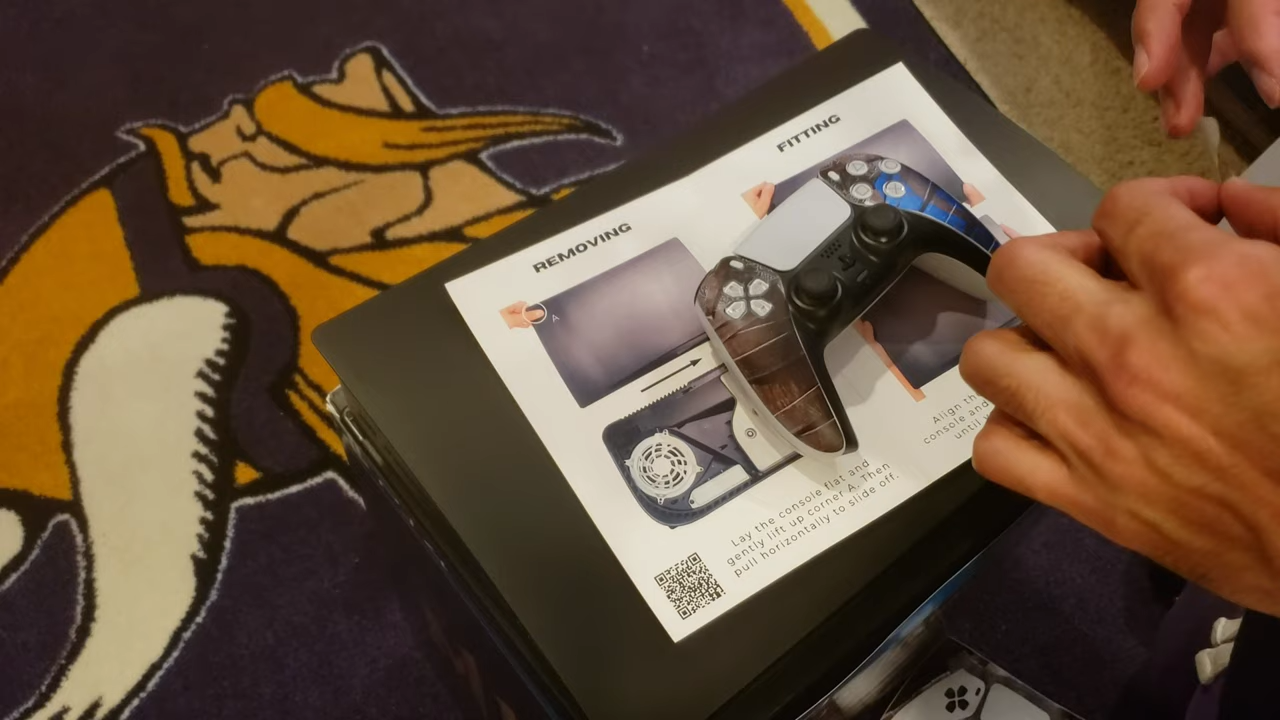 REMOVING
FITTING
A
Lay the console flat and
gently lift up corner A. Then
pull horizontally to slide off.
Align
console and
until